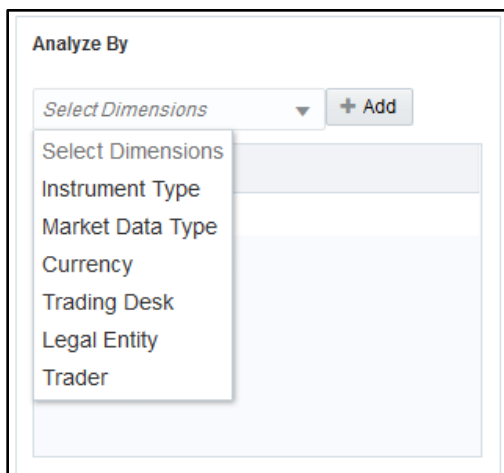 Analyze By
Select Dimensions
+ Add
Select Dimensions
Instrument Type
Market Data Type
Currency
Trading Desk
Legal Entity
Trader